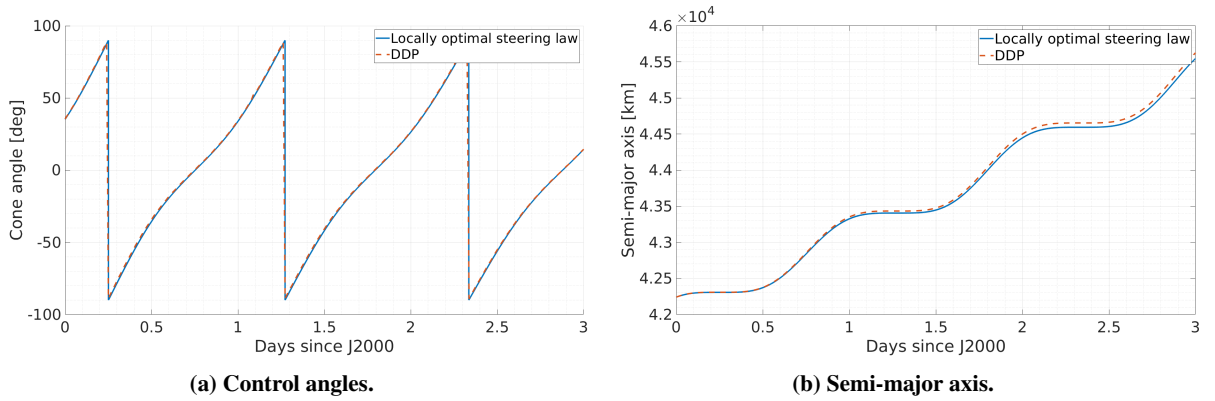 100
50
0
-50
-100
Cone angle [deg]
0
0.5
1
1.5
2
2.5
3
Days since J2000
Locally optimal steering law
DDP
(a) Control angles.
×10⁴
4.6
4.55
4.5
4.45
4.4
4.35
4.3
4.25
4.2
Semi-major axis [km]
0
0.5
1
1.5
2
2.5
3
Days since J2000
Locally optimal steering law
DDP
(b) Semi-major axis.